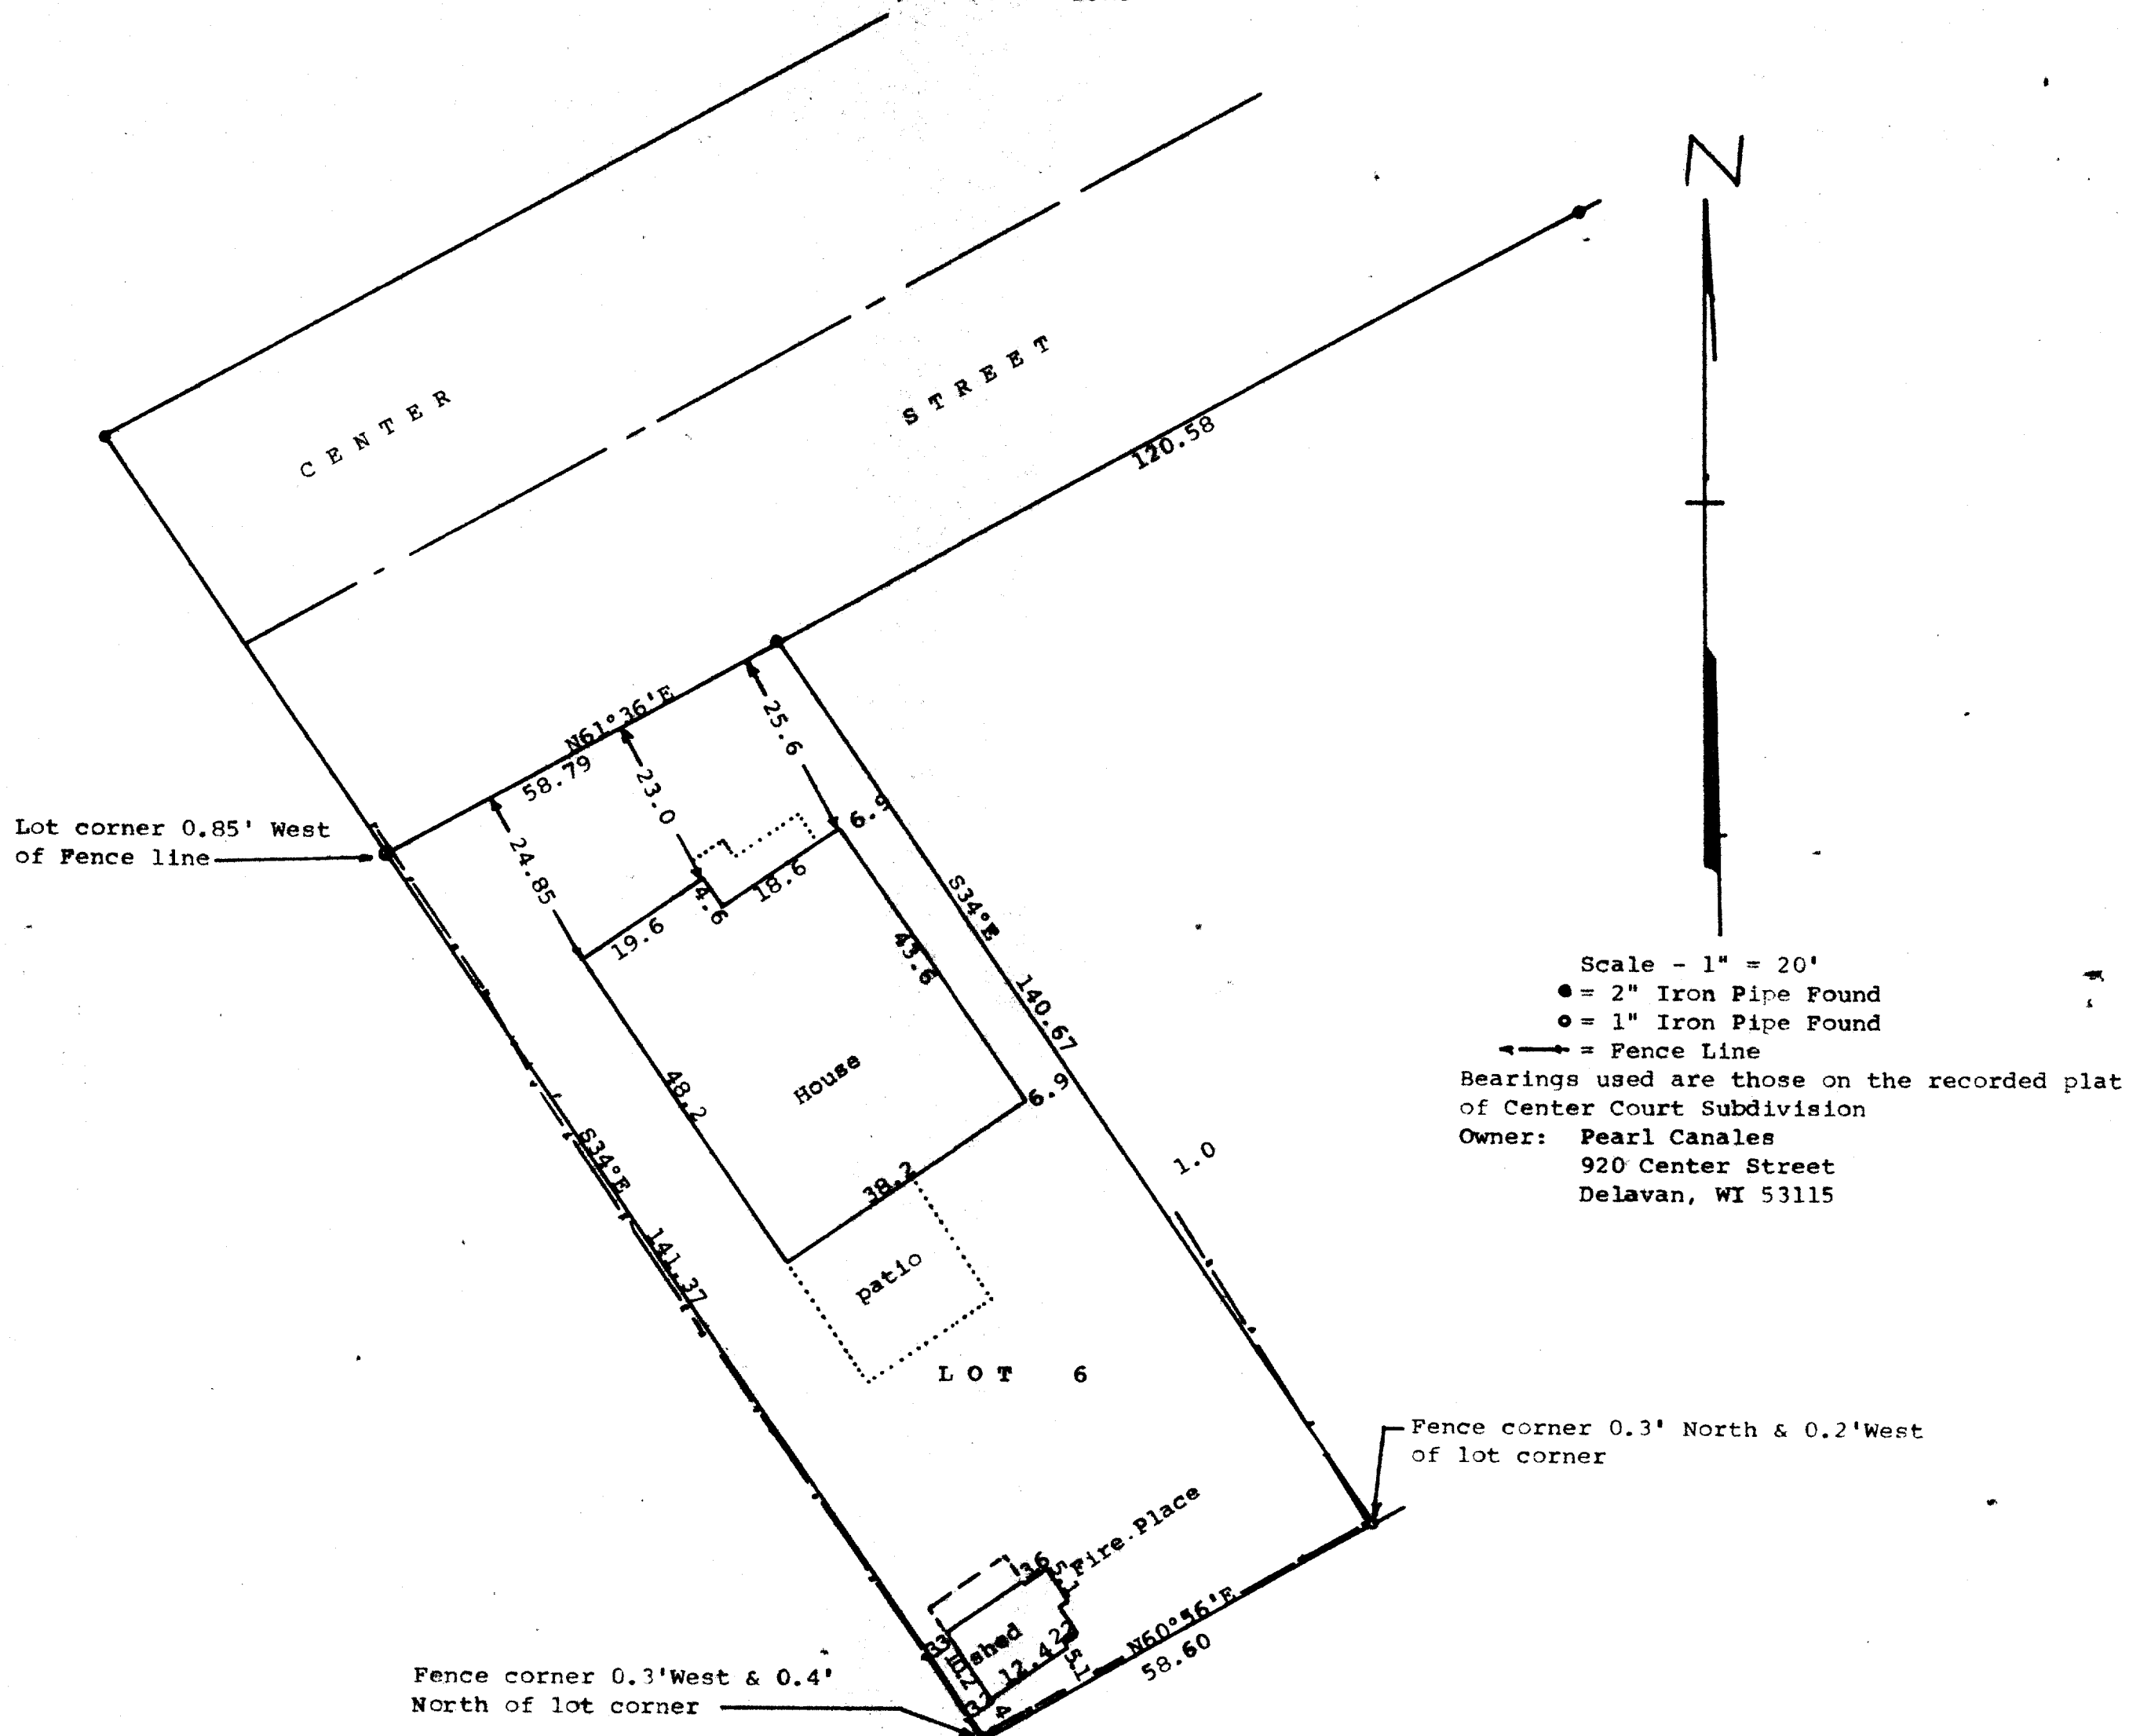 CENTER STREET
120.58
N61°36'E
58.79
25.6
23.0
24.85
6.9
Lot corner 0.85' West
of Fence line
18.6
4.6
19.6
S34°E
140.67
43.6
48.2
House
6.9
38.2
S34°E
141.37
patio
1.0
LOT 6
N
Scale - 1" = 20'
= 2" Iron Pipe Found
= 1" Iron Pipe Found
= Fence Line
Bearings used are those on the recorded plat
of Center Court Subdivision
Owner: Pearl Canales
920 Center Street
Delavan, WI 53115
Fence corner 0.3' North & 0.2'West
of lot corner
Fire Place
shed
12.4
5.1
N60°56'E
58.60
Fence corner 0.3'West & 0.4'
North of lot corner